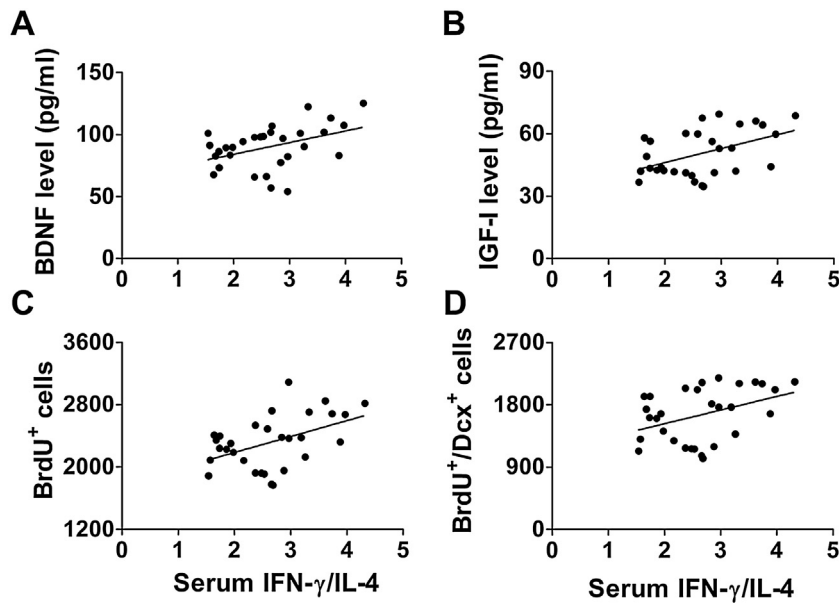 A
BDNF level (pg/ml)
150
100
50
0
0 1 2 3 4 5
B
IGF-I level (pg/ml)
90
60
30
0
0 1 2 3 4 5
C
BrdU⁺ cells
3600
2800
2000
1200
0 1 2 3 4 5
Serum IFN-γ/IL-4
D
BrdU⁺/Dcx⁺ cells
2700
1800
900
0
0 1 2 3 4 5
Serum IFN-γ/IL-4